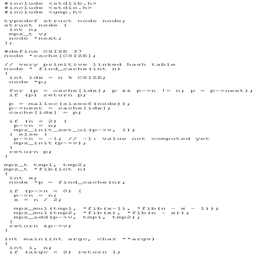 #include <stdlib.h>
#include <stdio.h>
#include <gmp.h>
typedef struct node node;
struct node {
int n;
mpz_t v;
node *next;
};
#define CSIZE 37
node *cache[CSIZE];
// very primitive linked hash table
node * find_cache(int n)
{
int idx = n % CSIZE;
node *p;
for (p = cache[idx]; p && p->n != n; p = p->next);
if (p) return p;
p = malloc(sizeof(node));
p->next = cache[idx];
cache[idx] = p;
if (n < 2) {
p->n = n;
mpz_init_set_ui(p->v, 1);
} else {
p->n = -1; // -1: value not computed yet
mpz_init(p->v);
}
return p;
}
mpz_t tmp1, tmp2;
mpz_t *fib(int n)
{
int x;
node *p = find_cache(n);
if (p->n < 0) {
p->n = n;
x = n / 2;
mpz_mul(tmp1, *fib(x-1), *fib(n - x - 1));
mpz_mul(tmp2, *fib(x), *fib(n - x));
mpz_add(p->v, tmp1, tmp2);
}
return &p->v;
}
int main(int argc, char **argv)
{
int i, n;
if (argc < 2) return 1;